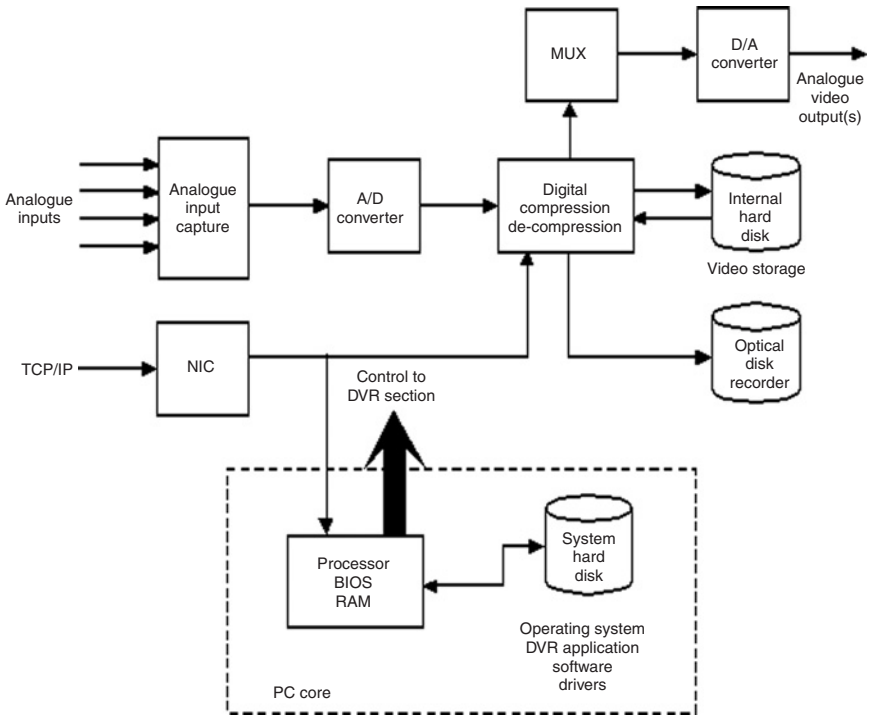 MUX
D/A
converter
Analogue
video
output(s)
Analogue
inputs
Analogue
input
capture
A/D
converter
Digital
compression
de-compression
Internal
hard
disk
Video storage
TCP/IP
NIC
Control to
DVR section
Optical
disk
recorder
Processor
BIOS
RAM
System
hard
disk
Operating system
DVR application
software
drivers
PC core